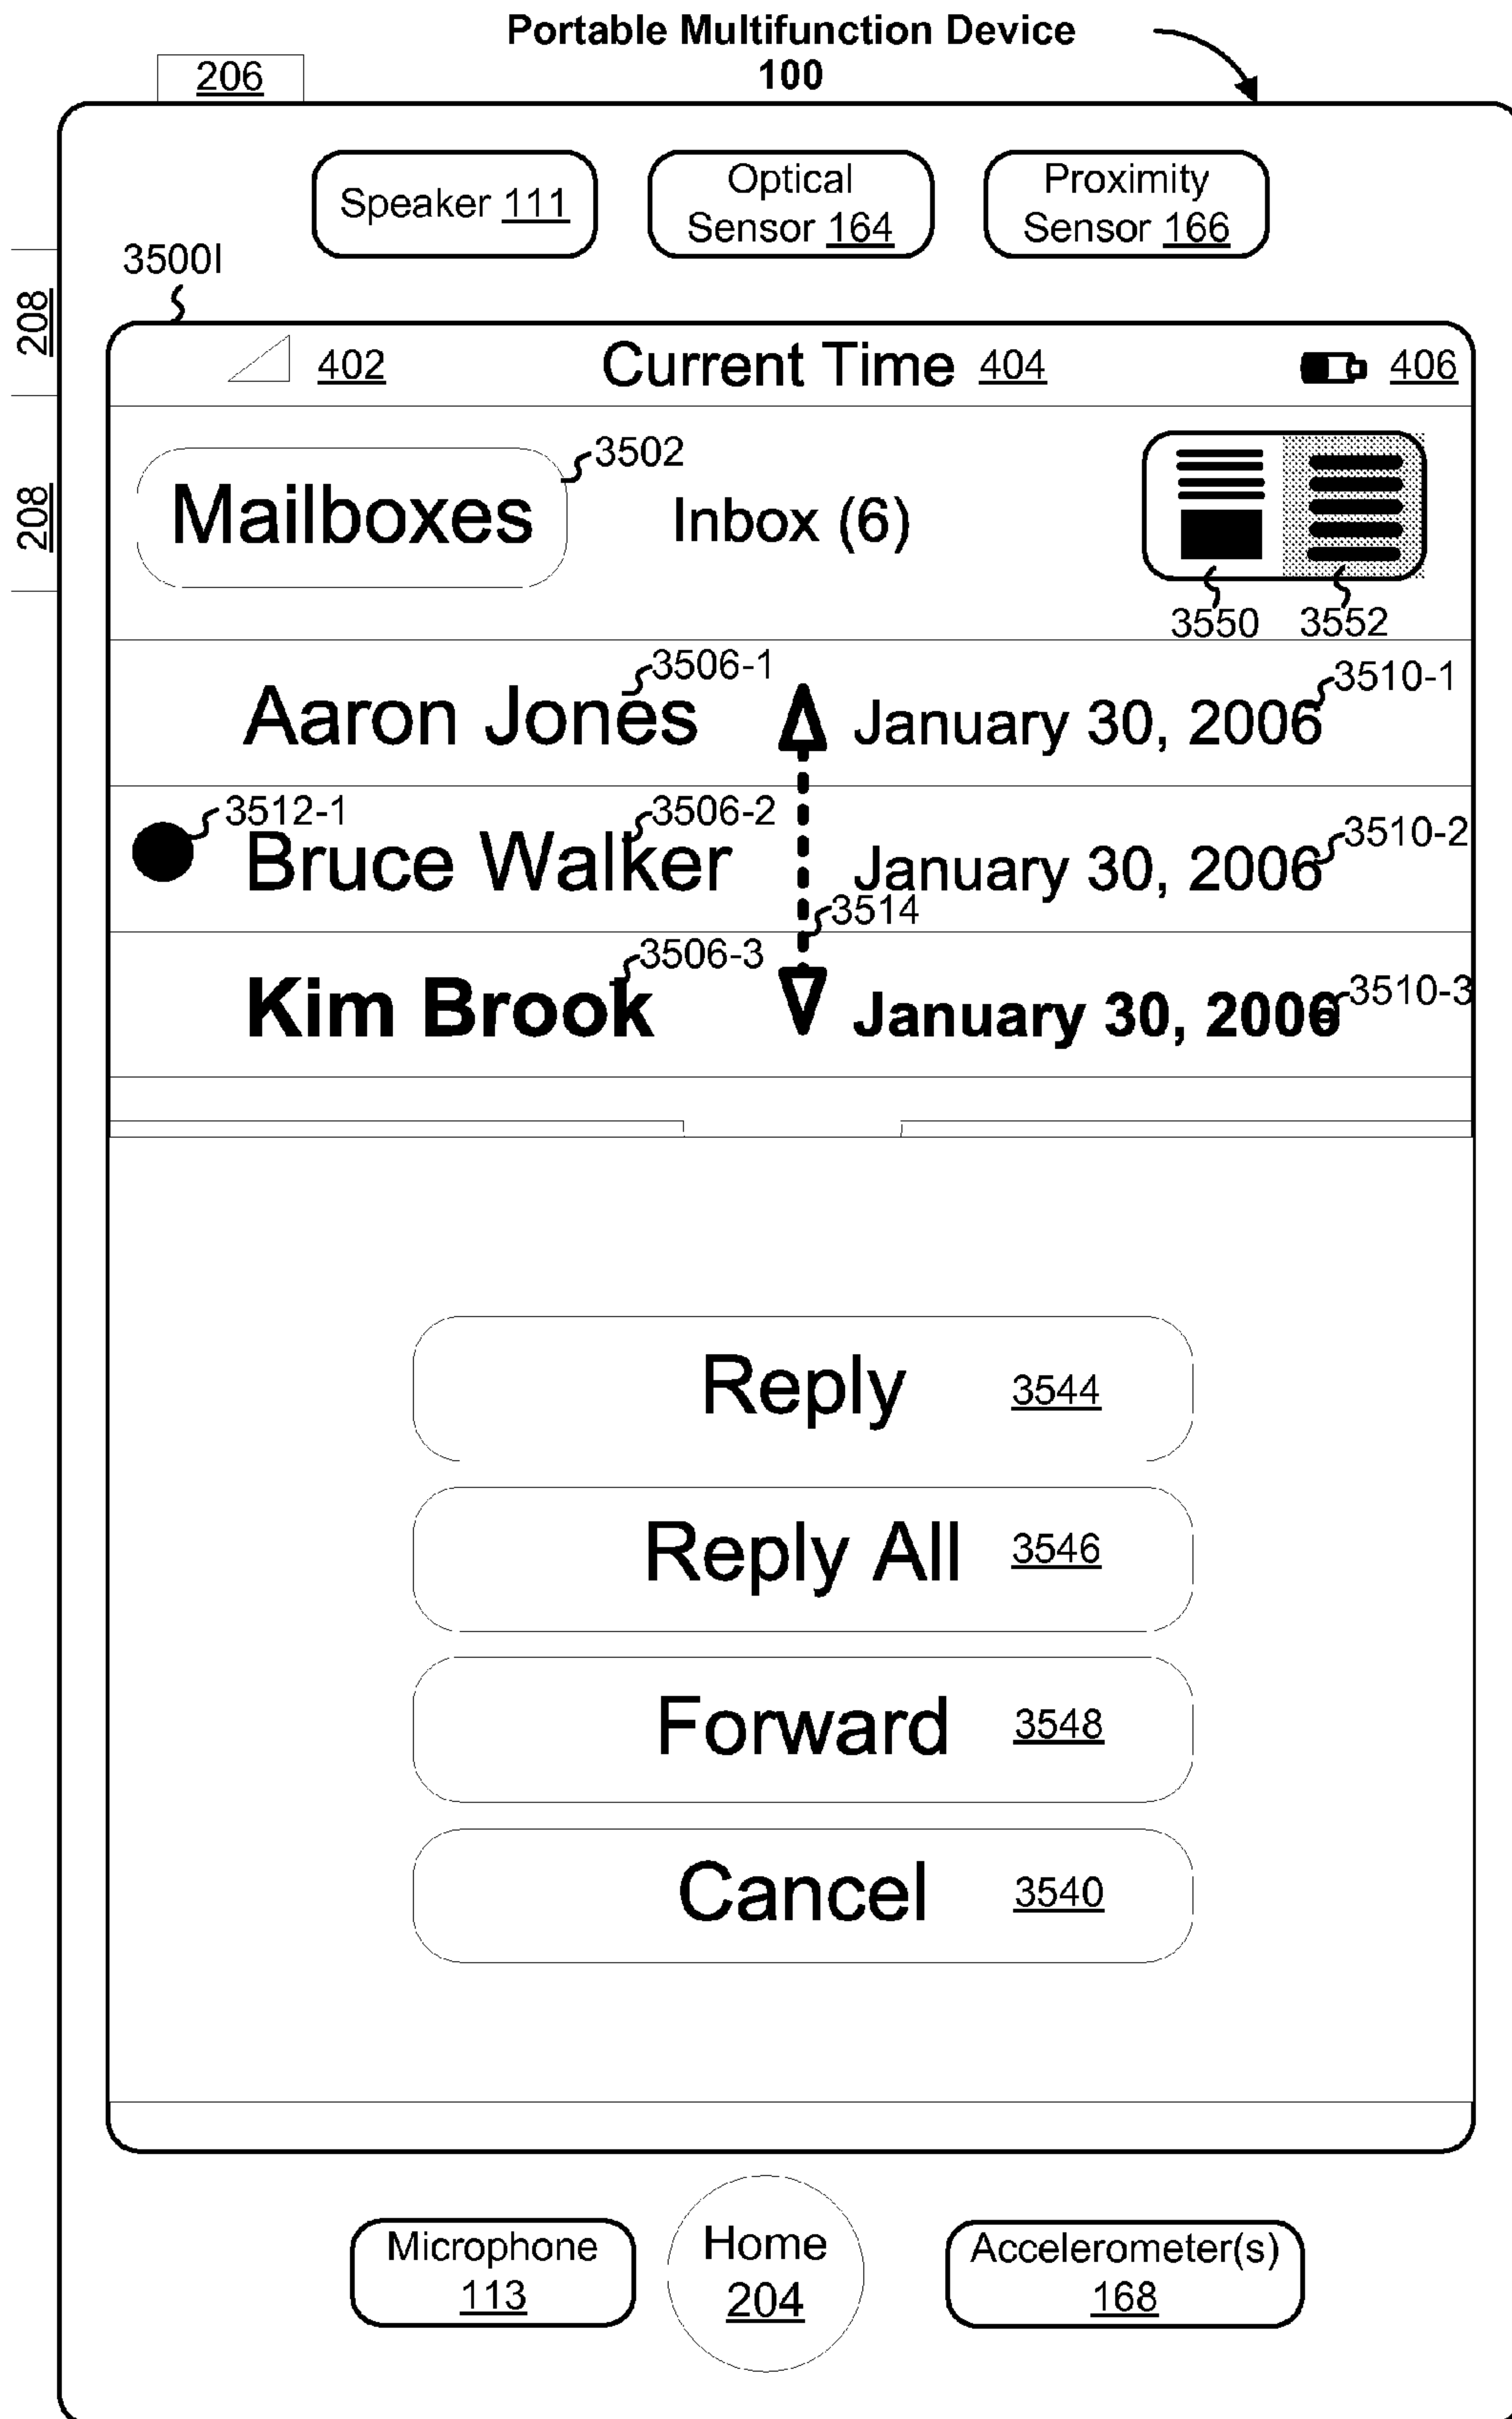 Portable Multifunction Device
100
206
Speaker 111
Optical
Sensor 164
Proximity
Sensor 166
208
208
3500I
402
Current Time 404
406
Mailboxes
3502
Inbox (6)
3550
3552
Aaron Jones
3506-1
January 30, 2006
3510-1
3512-1
Bruce Walker
3506-2
January 30, 2006
3510-2
3514
Kim Brook
3506-3
January 30, 2006
3510-3
Reply 3544
Reply All 3546
Forward 3548
Cancel 3540
Microphone
113
Home
204
Accelerometer(s)
168